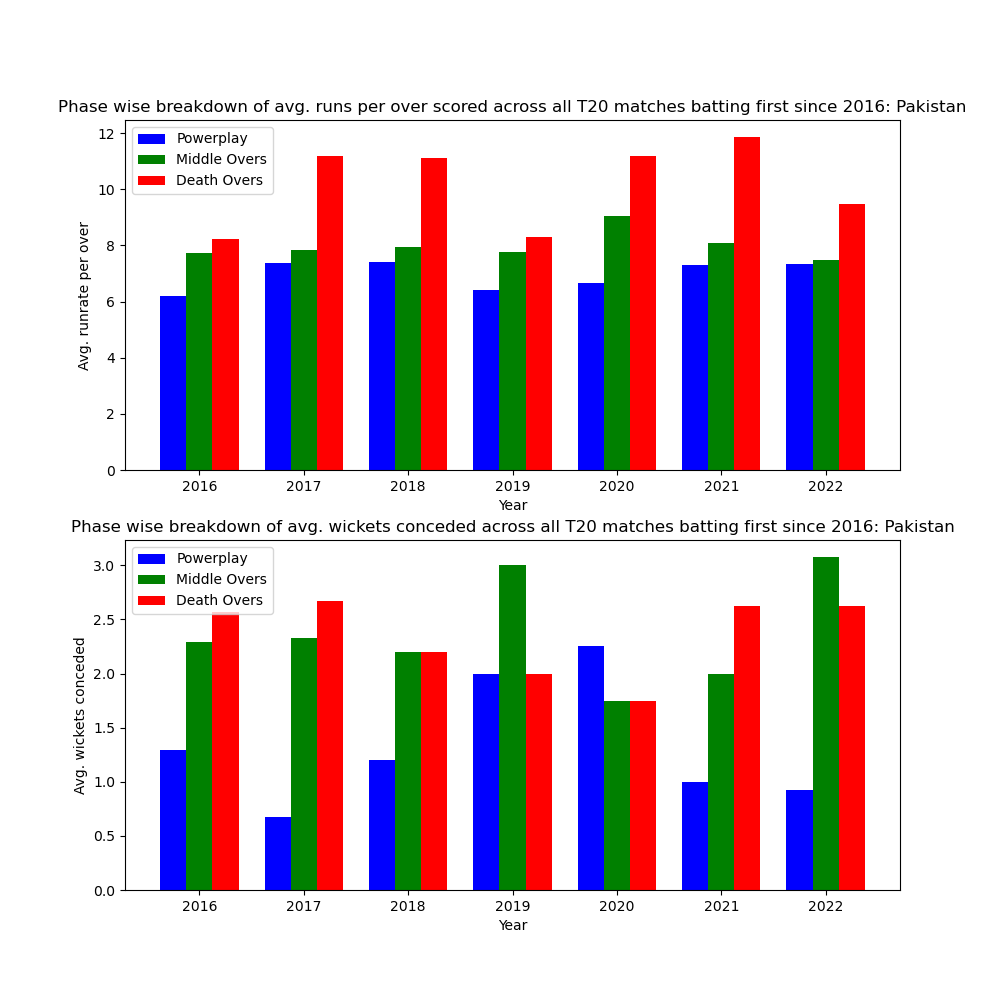 Phase wise breakdown of avg. runs per over scored across all T20 matches batting first since 2016: Pakistan
12
10
8
6
4
2
0
Avg. runrate per over
Powerplay
Middle Overs
Death Overs
2016 2017 2018 2019 2020 2021 2022
Year
Phase wise breakdown of avg. wickets conceded across all T20 matches batting first since 2016: Pakistan
3.0
2.5
2.0
1.5
1.0
0.5
0.0
Avg. wickets conceded
Powerplay
Middle Overs
Death Overs
2016 2017 2018 2019 2020 2021 2022
Year